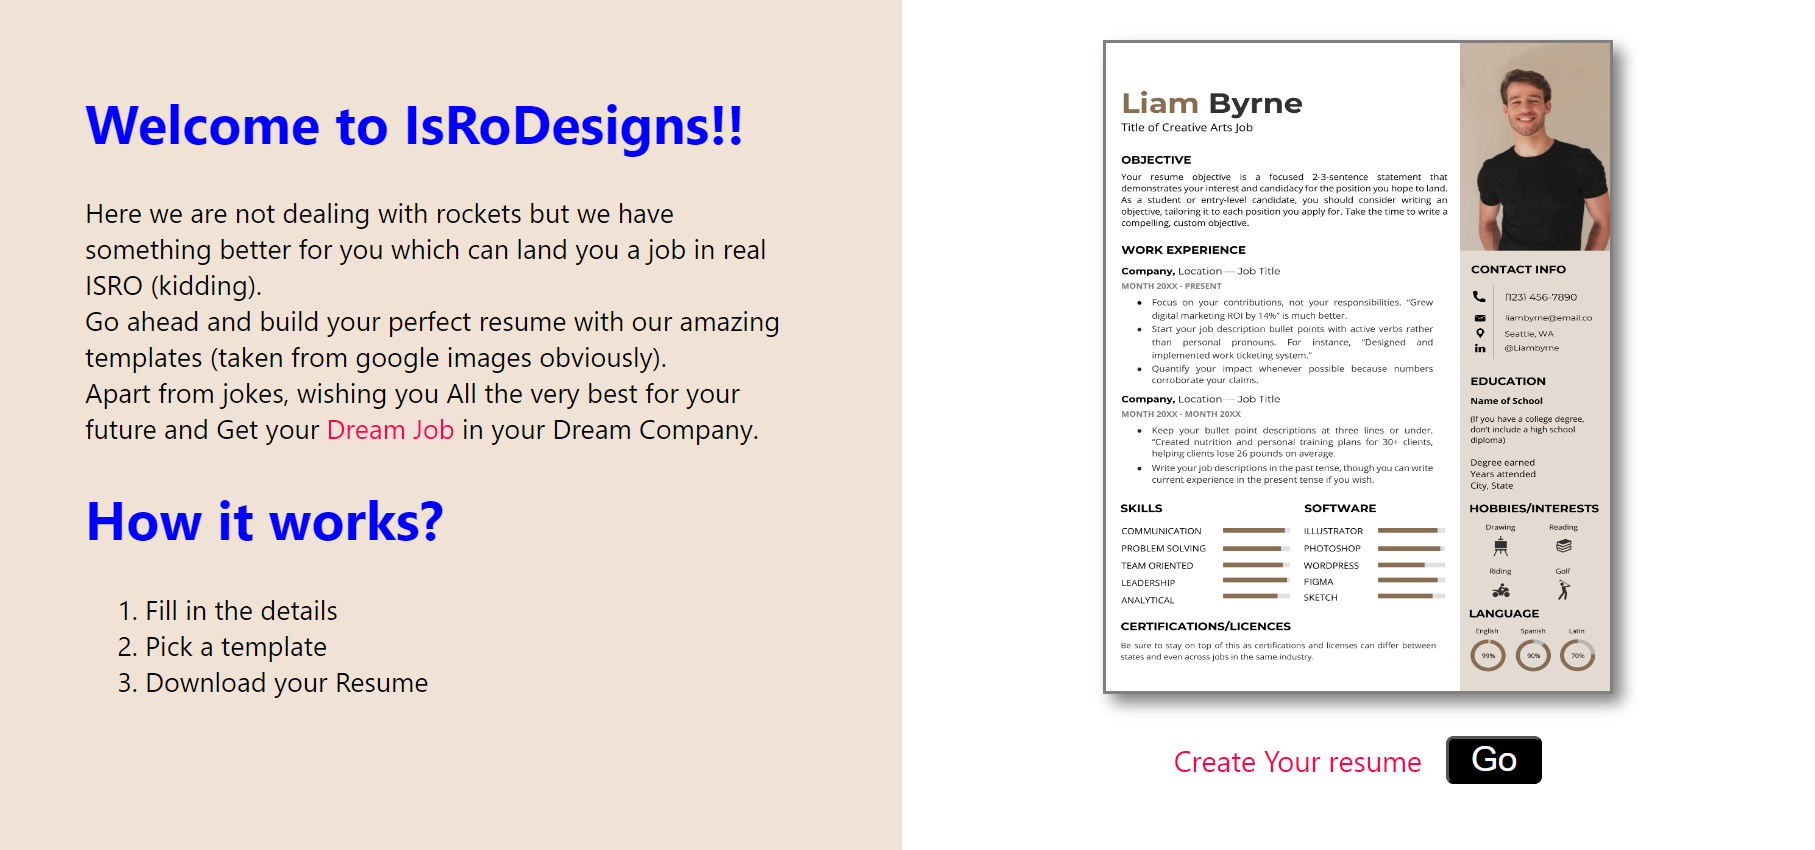 Welcome to IsRoDesigns!!
Here we are not dealing with rockets but we have
something better for you which can land you a job in real
ISRO (kidding).
Go ahead and build your perfect resume with our amazing
templates (taken from google images obviously).
Apart from jokes, wishing you All the very best for your
future and Get your Dream Job in your Dream Company.
How it works?
1. Fill in the details
2. Pick a template
3. Download your Resume
Liam Byrne
Title of Creative Arts Job
OBJECTIVE
Your resume objective is a focused 2-3-sentence statement that
demonstrates your interest and candidacy for the position you hope to land.
As a student or entry-level candidate, you should consider writing an
objective, tailoring it to each position you apply for. Take the time to write a
compelling, custom objective.
WORK EXPERIENCE
Company, Location — Job Title
MONTH 20XX - PRESENT
● Focus on your contributions, not your responsibilities. “Grew
digital marketing ROI by 14%” is much better.
● Start your job description bullet points with active verbs rather
than personal pronouns. For instance, “Designed and
implemented work ticketing system.”
● Quantify your impact whenever possible because numbers
corroborate your claims.
Company, Location — Job Title
MONTH 20XX - MONTH 20XX
● Keep your bullet point descriptions at three lines or under.
“Created nutrition and personal training plans for 30+ clients,
helping clients lose 26 pounds on average.
● Write your job descriptions in the past tense, though you can write
current experience in the present tense if you wish.
SKILLS
COMMUNICATION
PROBLEM SOLVING
TEAM ORIENTED
LEADERSHIP
ANALYTICAL
SOFTWARE
ILLUSTRATOR
PHOTOSHOP
WORDPRESS
FIGMA
SKETCH
CERTIFICATIONS/LICENCES
Be sure to stay on top of this as certifications and licenses can differ between
states and even across jobs in the same industry.
CONTACT INFO
(123) 456-7890
liambyrne@email.co
Seattle, WA
@Liambyrne
EDUCATION
Name of School
(If you have a college degree,
don't include a high school
diploma)
Degree earned
Years attended
City, State
HOBBIES/INTERESTS
Drawing Reading
Riding Golf
LANGUAGE
English Spanish Latin
99% 90% 70%
Create Your resume Go